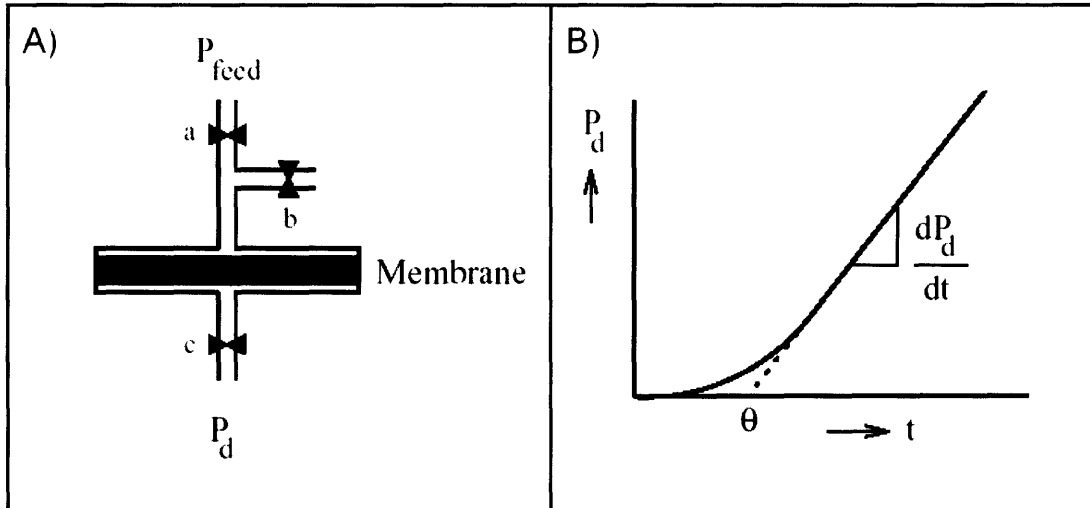 A)
P_feed
a
b
Membrane
c
P_d
B)
P_d
↑
dP_d
dt
θ
→ t